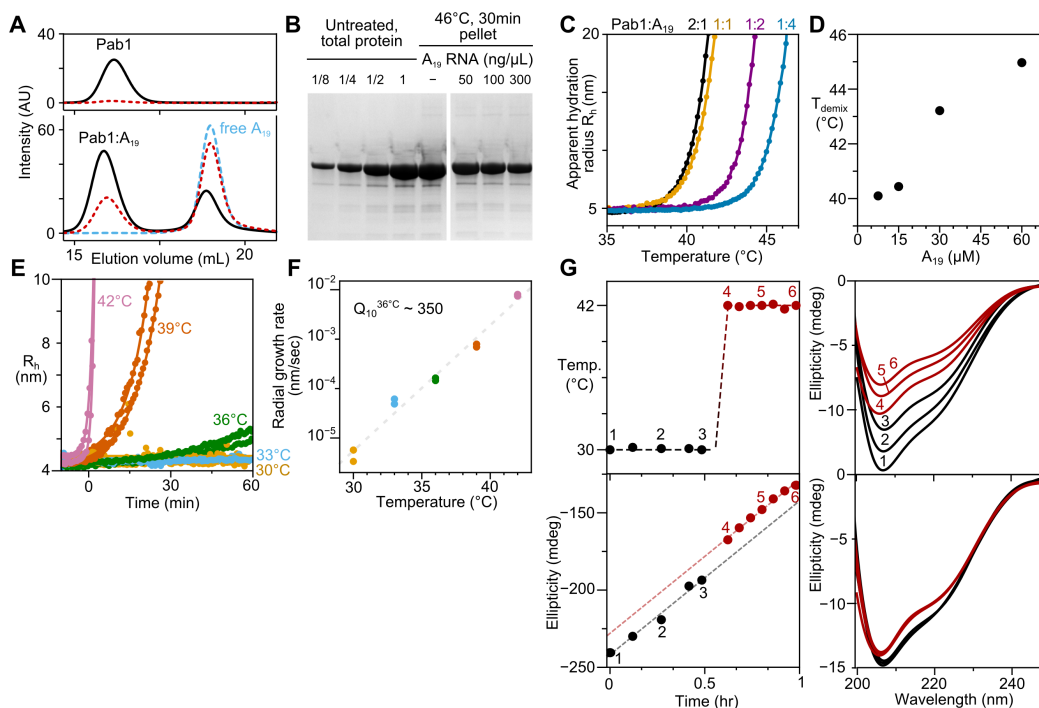 A
Intensity (AU)
40
20
0
60
0
Pab1
Pab1:A19
free A19
15
20
Elution volume (mL)
B
Untreated,
total protein
46°C, 30min
pellet
A19 RNA (ng/µL)
1/8 1/4 1/2 1 – 50 100 300
C
Pab1:A19 2:1 1:1 1:2 1:4
Apparent hydration
radius Rh (nm)
20
5
35 40 45
Temperature (°C)
D
Tdemix
(°C)
46
44
42
40
0 15 30 45 60
A19 (µM)
E
Rh
(nm)
10
8
6
4
42°C
39°C
36°C
33°C
30°C
0 20 40 60
Time (min)
F
Q10 36°C ~ 350
Radial growth rate
(nm/sec)
10−2
10−3
10−4
10−5
30 35 40
Temperature (°C)
G
Temp.
(°C)
42
30
1 2 3 4 5 6
Ellipticity (mdeg)
−150
−200
−250
1 2 3 4 5 6
0 0.5 1
Time (hr)
Ellipticity (mdeg)
0
−5
−10
0
5 6
4
3
2
1
Ellipticity (mdeg)
−5
−10
−15
200 220 240
Wavelength (nm)